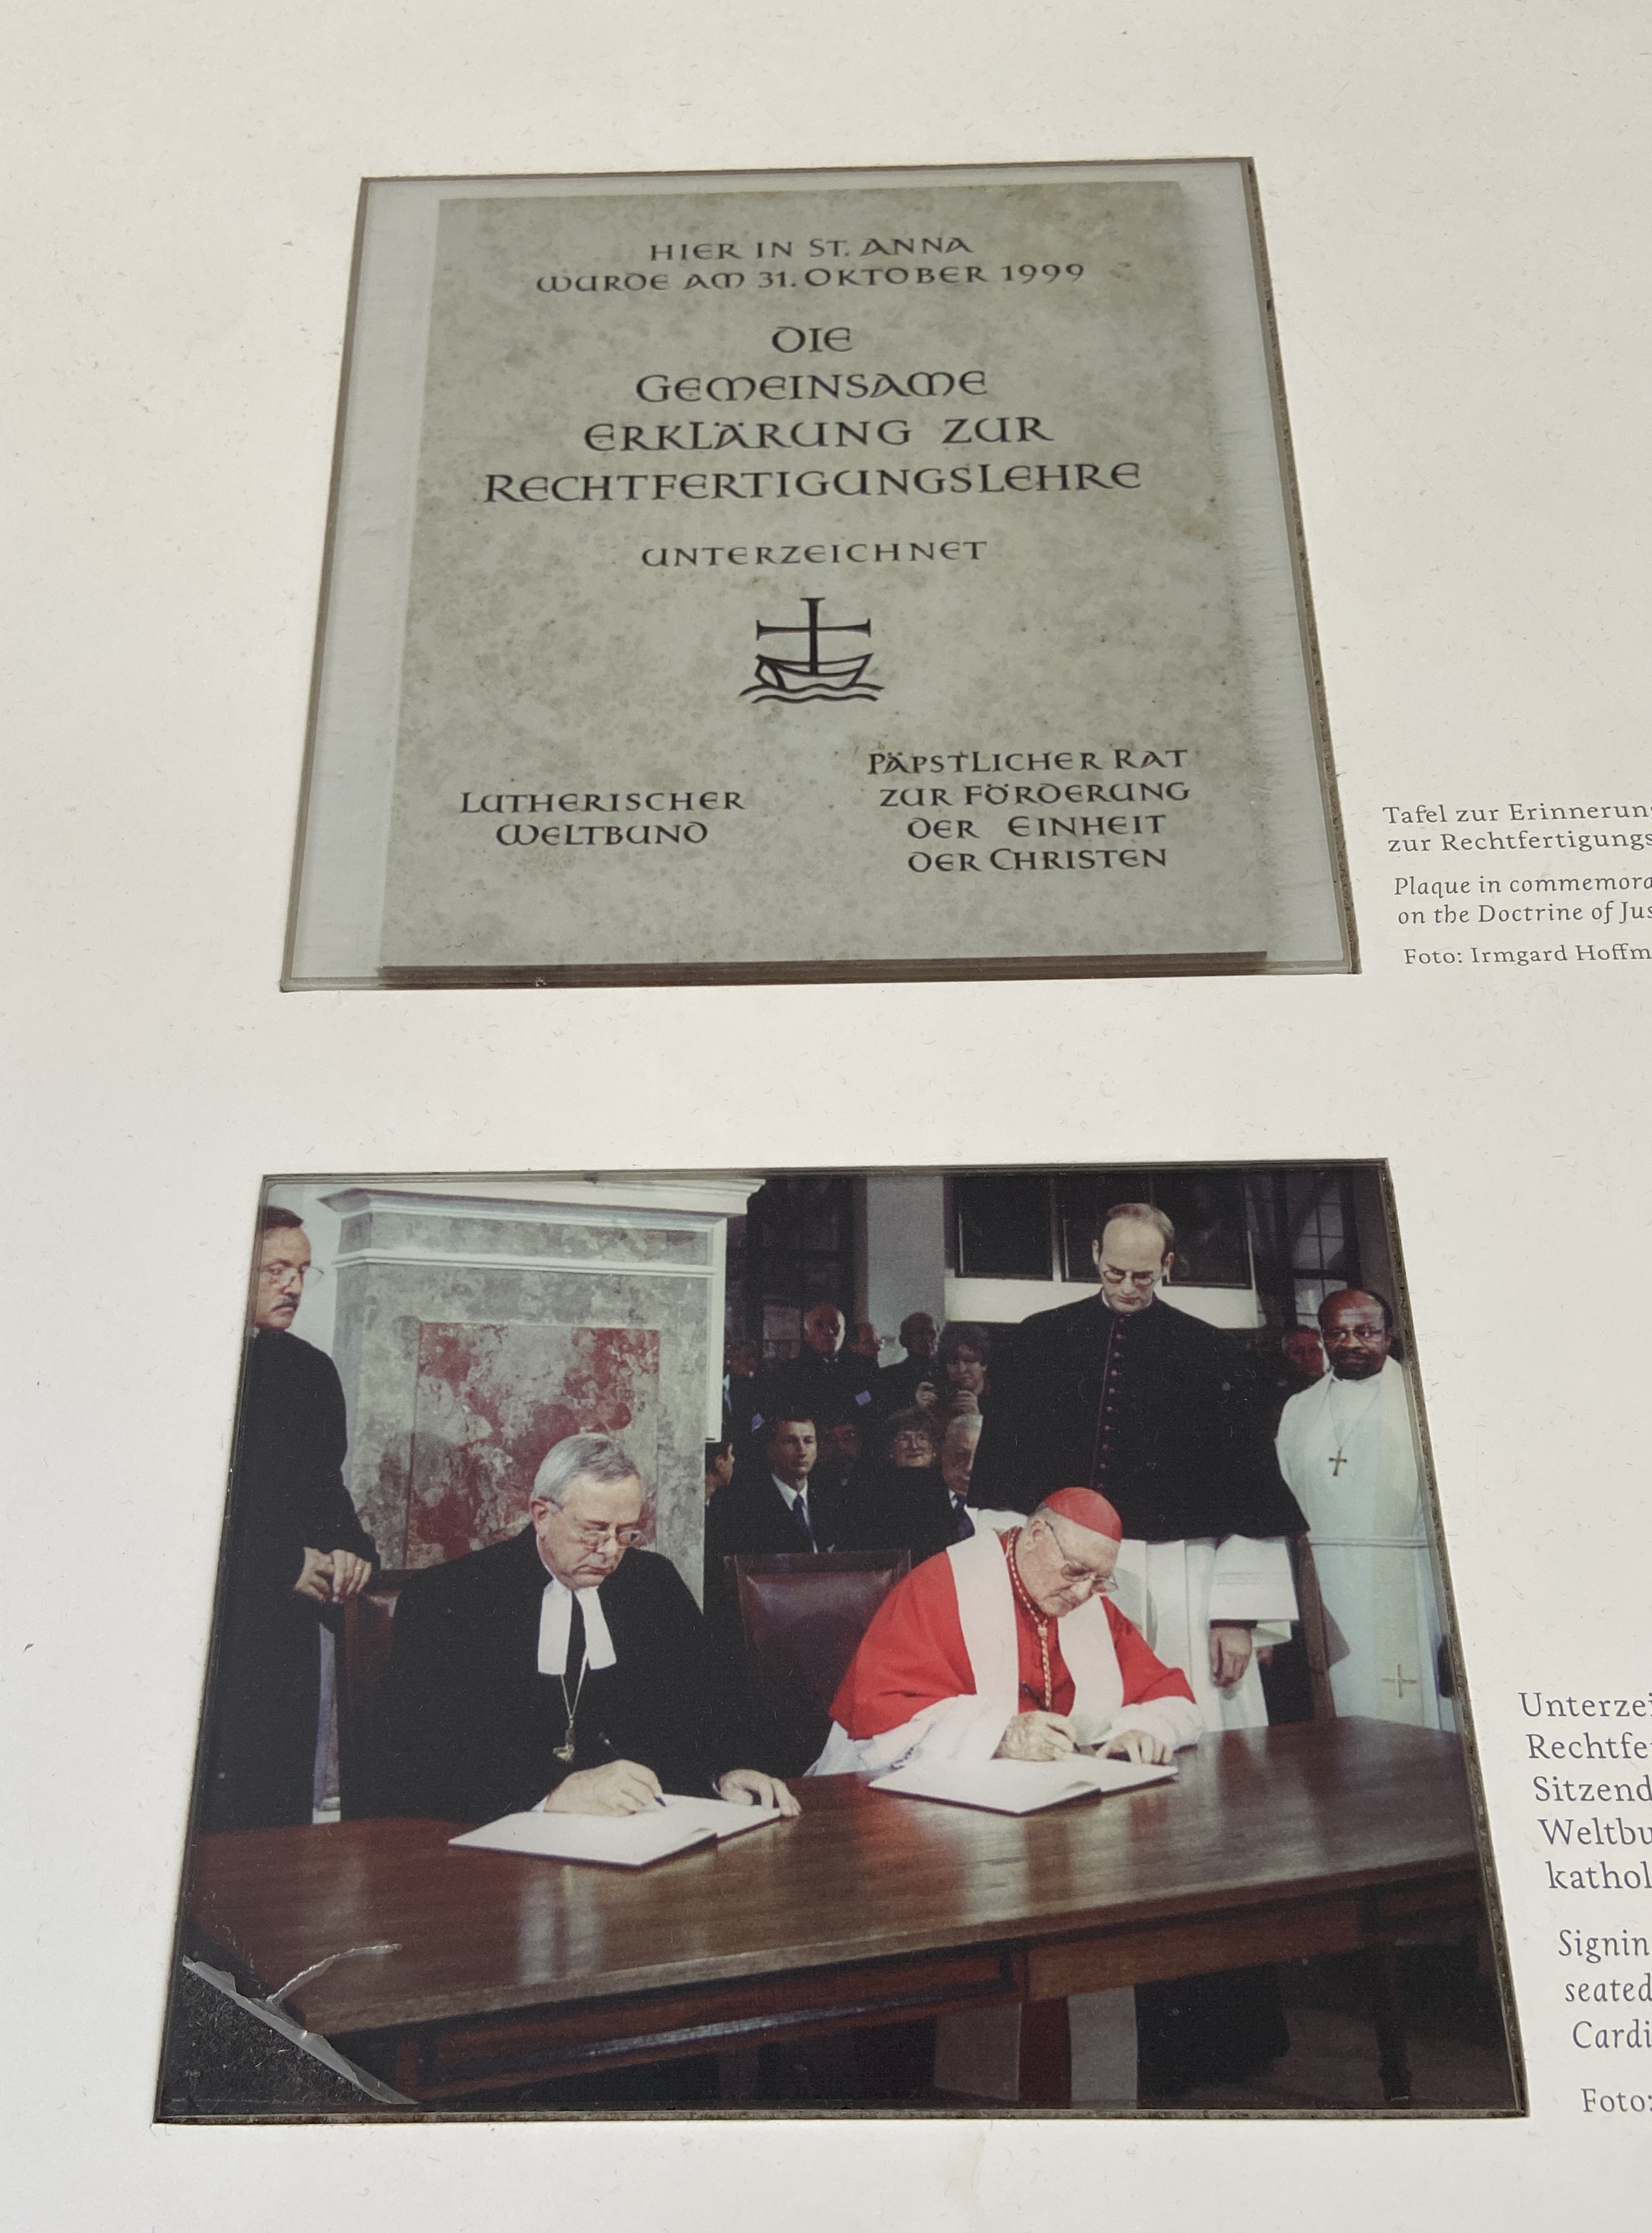 HIER IN ST. ANNA
WURDE AM 31. OKTOBER 1999
DIE
GEMEINSAME
ERKLÄRUNG ZUR
RECHTFERTIGUNGSLEHRE
UNTERZEICHNET
LUTHERISCHER
WELTBUND
PÄPSTLICHER RAT
ZUR FÖRDERUNG
DER EINHEIT
DER CHRISTEN
Tafel zur Erinnerun
zur Rechtfertigungs
Plaque in commemora
on the Doctrine of Jus
Foto: Irmgard Hoffm
Unterzei
Rechtfe
Sitzend
Weltbu
kathol
Signin
seated
Cardi
Foto: